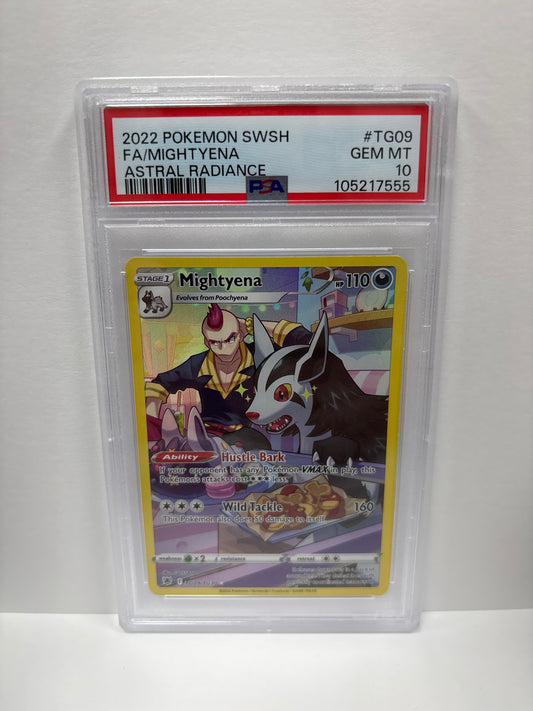 2022 POKEMON SWSH #TG09
FA/MIGHTYENA GEM MT
ASTRAL RADIANCE 10
PSA 105217555
STAGE 1 Mightyena HP 110
Evolves from Poochyena
Ability Hustle Bark
If your opponent has any Pokémon VMAX in play, this
Pokémon's attacks cost less.
Wild Tackle 160
This Pokémon also does 50 damage to itself.
weakness ×2 resistance retreat